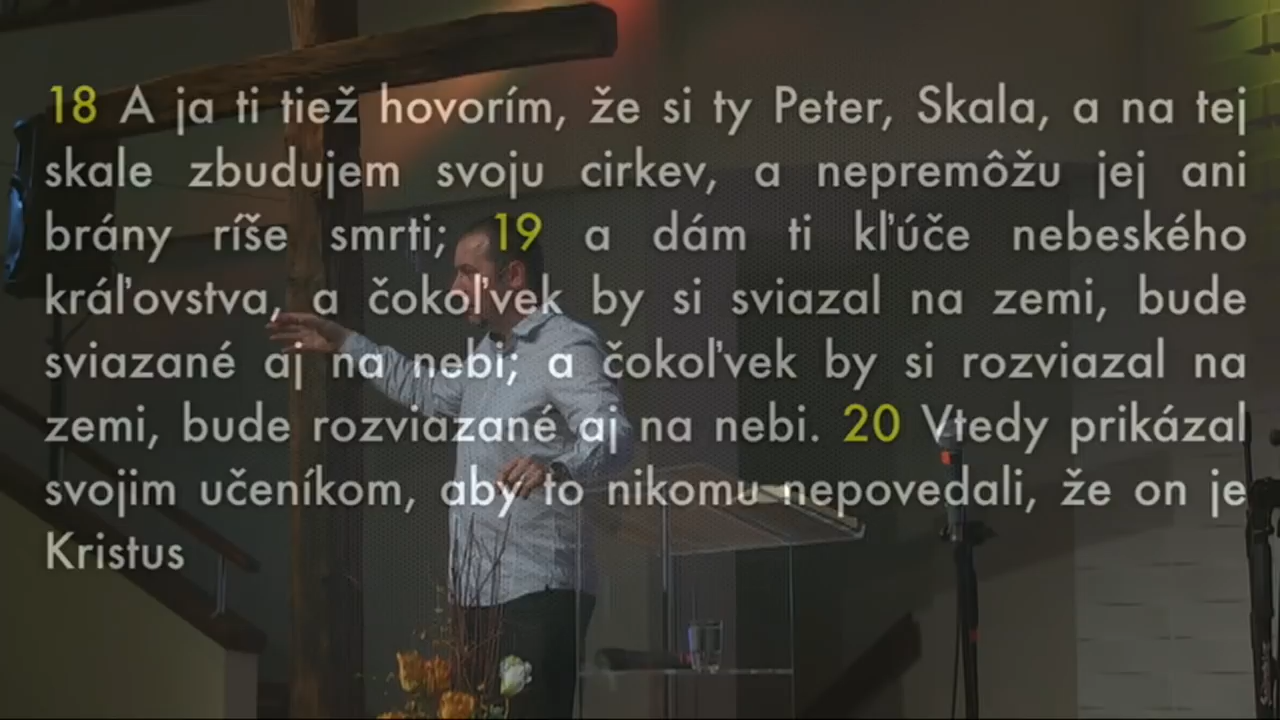 18 A ja ti tiež hovorím, že si ty Peter, Skala, a na tej
skale zbudujem svoju cirkev, a nepremôžu jej ani
brány ríše smrti; 19 a dám ti kľúče nebeského
kráľovstva, a čokoľvek by si sviazal na zemi, bude
sviazané aj na nebi; a čokoľvek by si rozviazal na
zemi, bude rozviazané aj na nebi. 20 Vtedy prikázal
svojim učeníkom, aby to nikomu nepovedali, že on je
Kristus